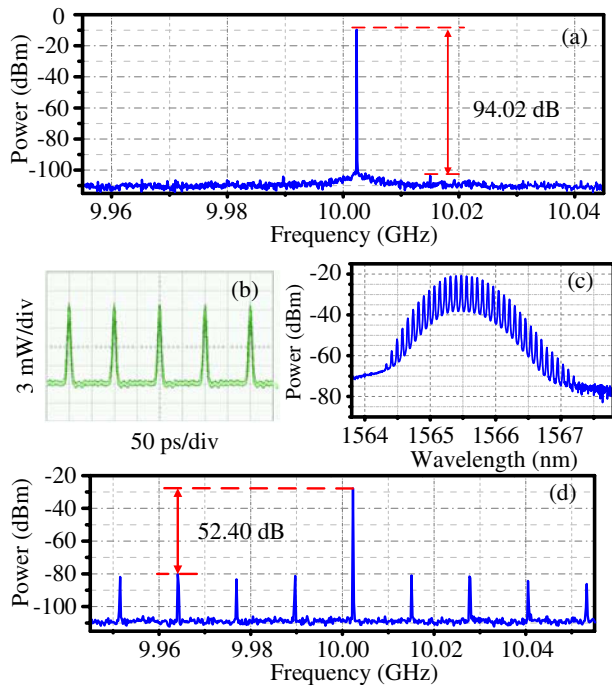 0
-20
-40
-60
-80
-100
Power (dBm)
(a)
94.02 dB
9.96 9.98 10.00 10.02 10.04
Frequency (GHz)
(b)
3 mW/div
50 ps/div
(c)
-20
-40
-60
-80
Power (dBm)
1564 1565 1566 1567
Wavelength (nm)
(d)
-20
-40
-60
-80
-100
Power (dBm)
52.40 dB
9.96 9.98 10.00 10.02 10.04
Frequency (GHz)